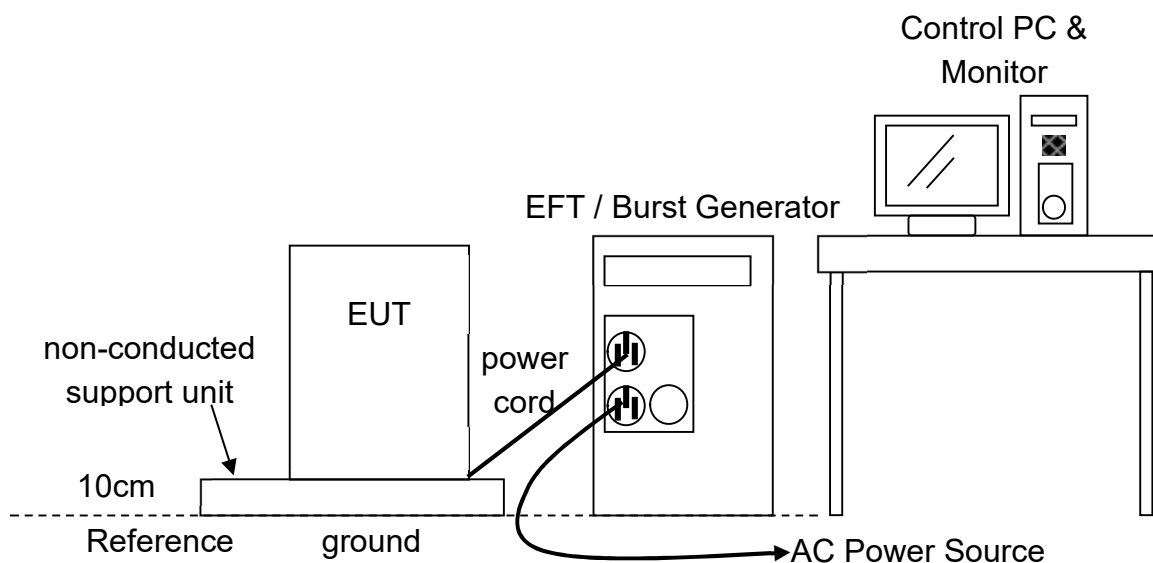 Control PC &
Monitor
EFT / Burst Generator
EUT
non-conducted
support unit
power
cord
10cm
Reference ground
AC Power Source